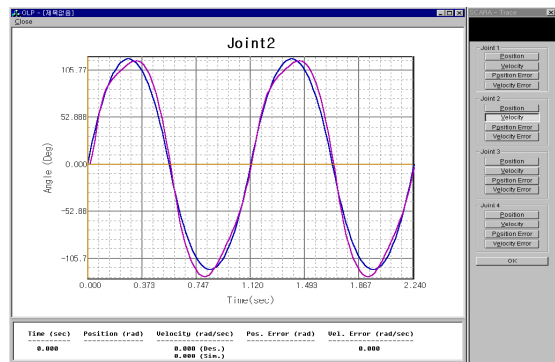 OLP - [제목없음]
Close
Joint2
105.77
52.888
0.000
-52.88
-105.7
Angle (Deg)
0.000 0.373 0.747 1.120 1.493 1.867 2.240
Time(sec)
Time (sec) Position (rad) Velocity (rad/sec) Pos. Error (rad) Vel. Error (rad/sec)
0.000 0.000 (Des.) 0.000
0.000 (Sim.)
SCARA - Trace
Joint 1
Position
Velocity
Position Error
Velocity Error
Joint 2
Position
Velocity
Position Error
Velocity Error
Joint 3
Position
Velocity
Position Error
Velocity Error
Joint 4
Position
Velocity
Position Error
Velocity Error
OK